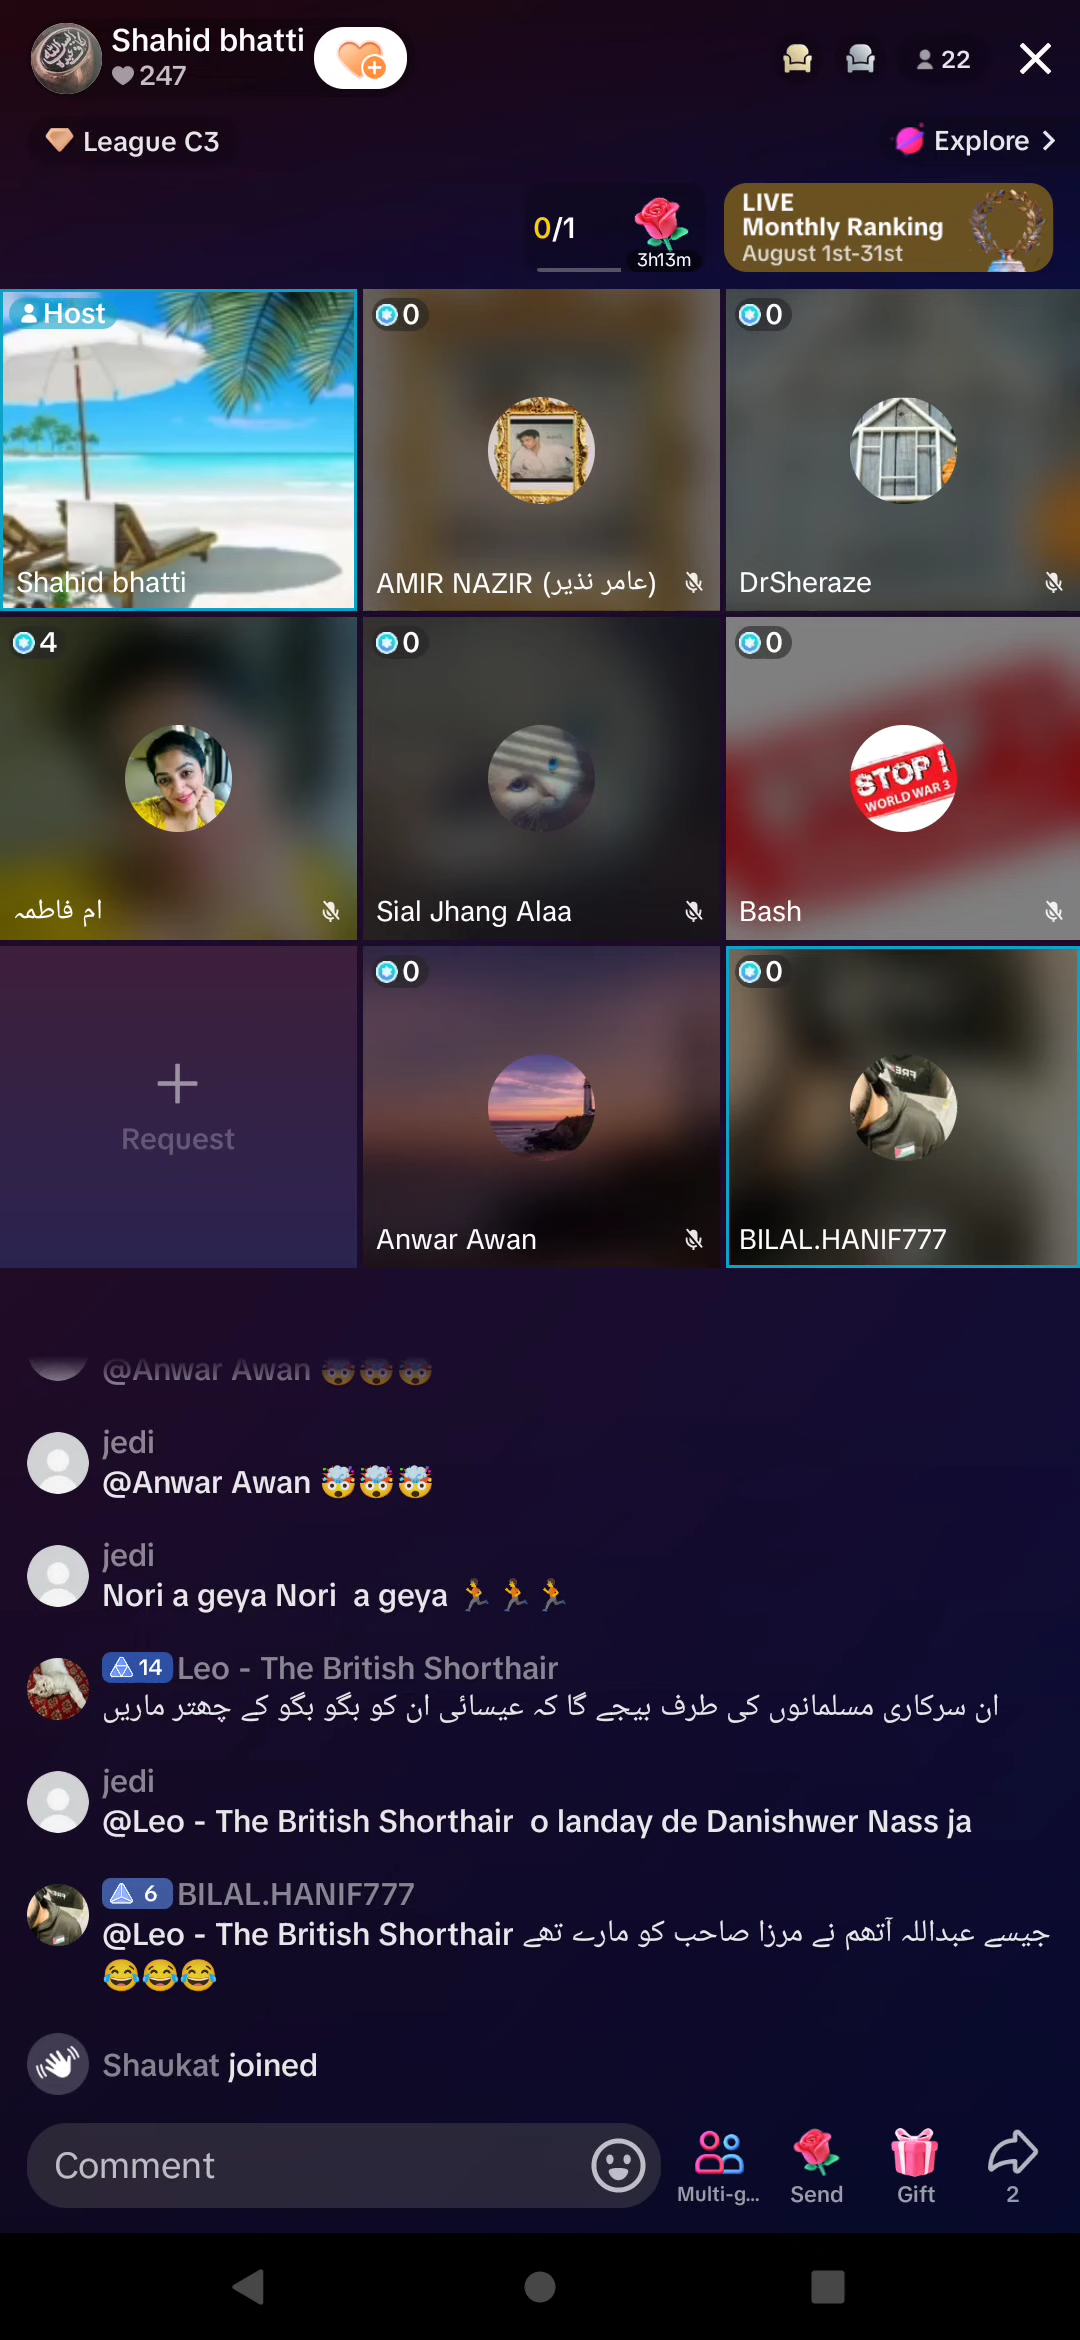 Shahid bhatti
247
22
League C3
Explore
0/1
3h13m
LIVE
Monthly Ranking
August 1st-31st
Host
Shahid bhatti
0
AMIR NAZIR (عامر نذیر)
0
DrSheraze
4
ام فاطمہ
0
Sial Jhang Alaa
0
STOP !
WORLD WAR 3
Bash
Request
0
Anwar Awan
0
BILAL.HANIF777
@Anwar Awan 🤯🤯🤯
jedi
@Anwar Awan 🤯🤯🤯
jedi
Nori a geya Nori  a geya 🏃🏃🏃
14 Leo - The British Shorthair
ان سرکاری مسلمانوں کی طرف بیجے گا کہ عیسائی ان کو بگو بگو کے چھتر ماریں
jedi
@Leo - The British Shorthair  o landay de Danishwer Nass ja
6 BILAL.HANIF777
@Leo - The British Shorthair جیسے عبداللہ آتھم نے مرزا صاحب کو مارے تھے
😂😂😂
Shaukat joined
Comment
Multi-g...
Send
Gift
2